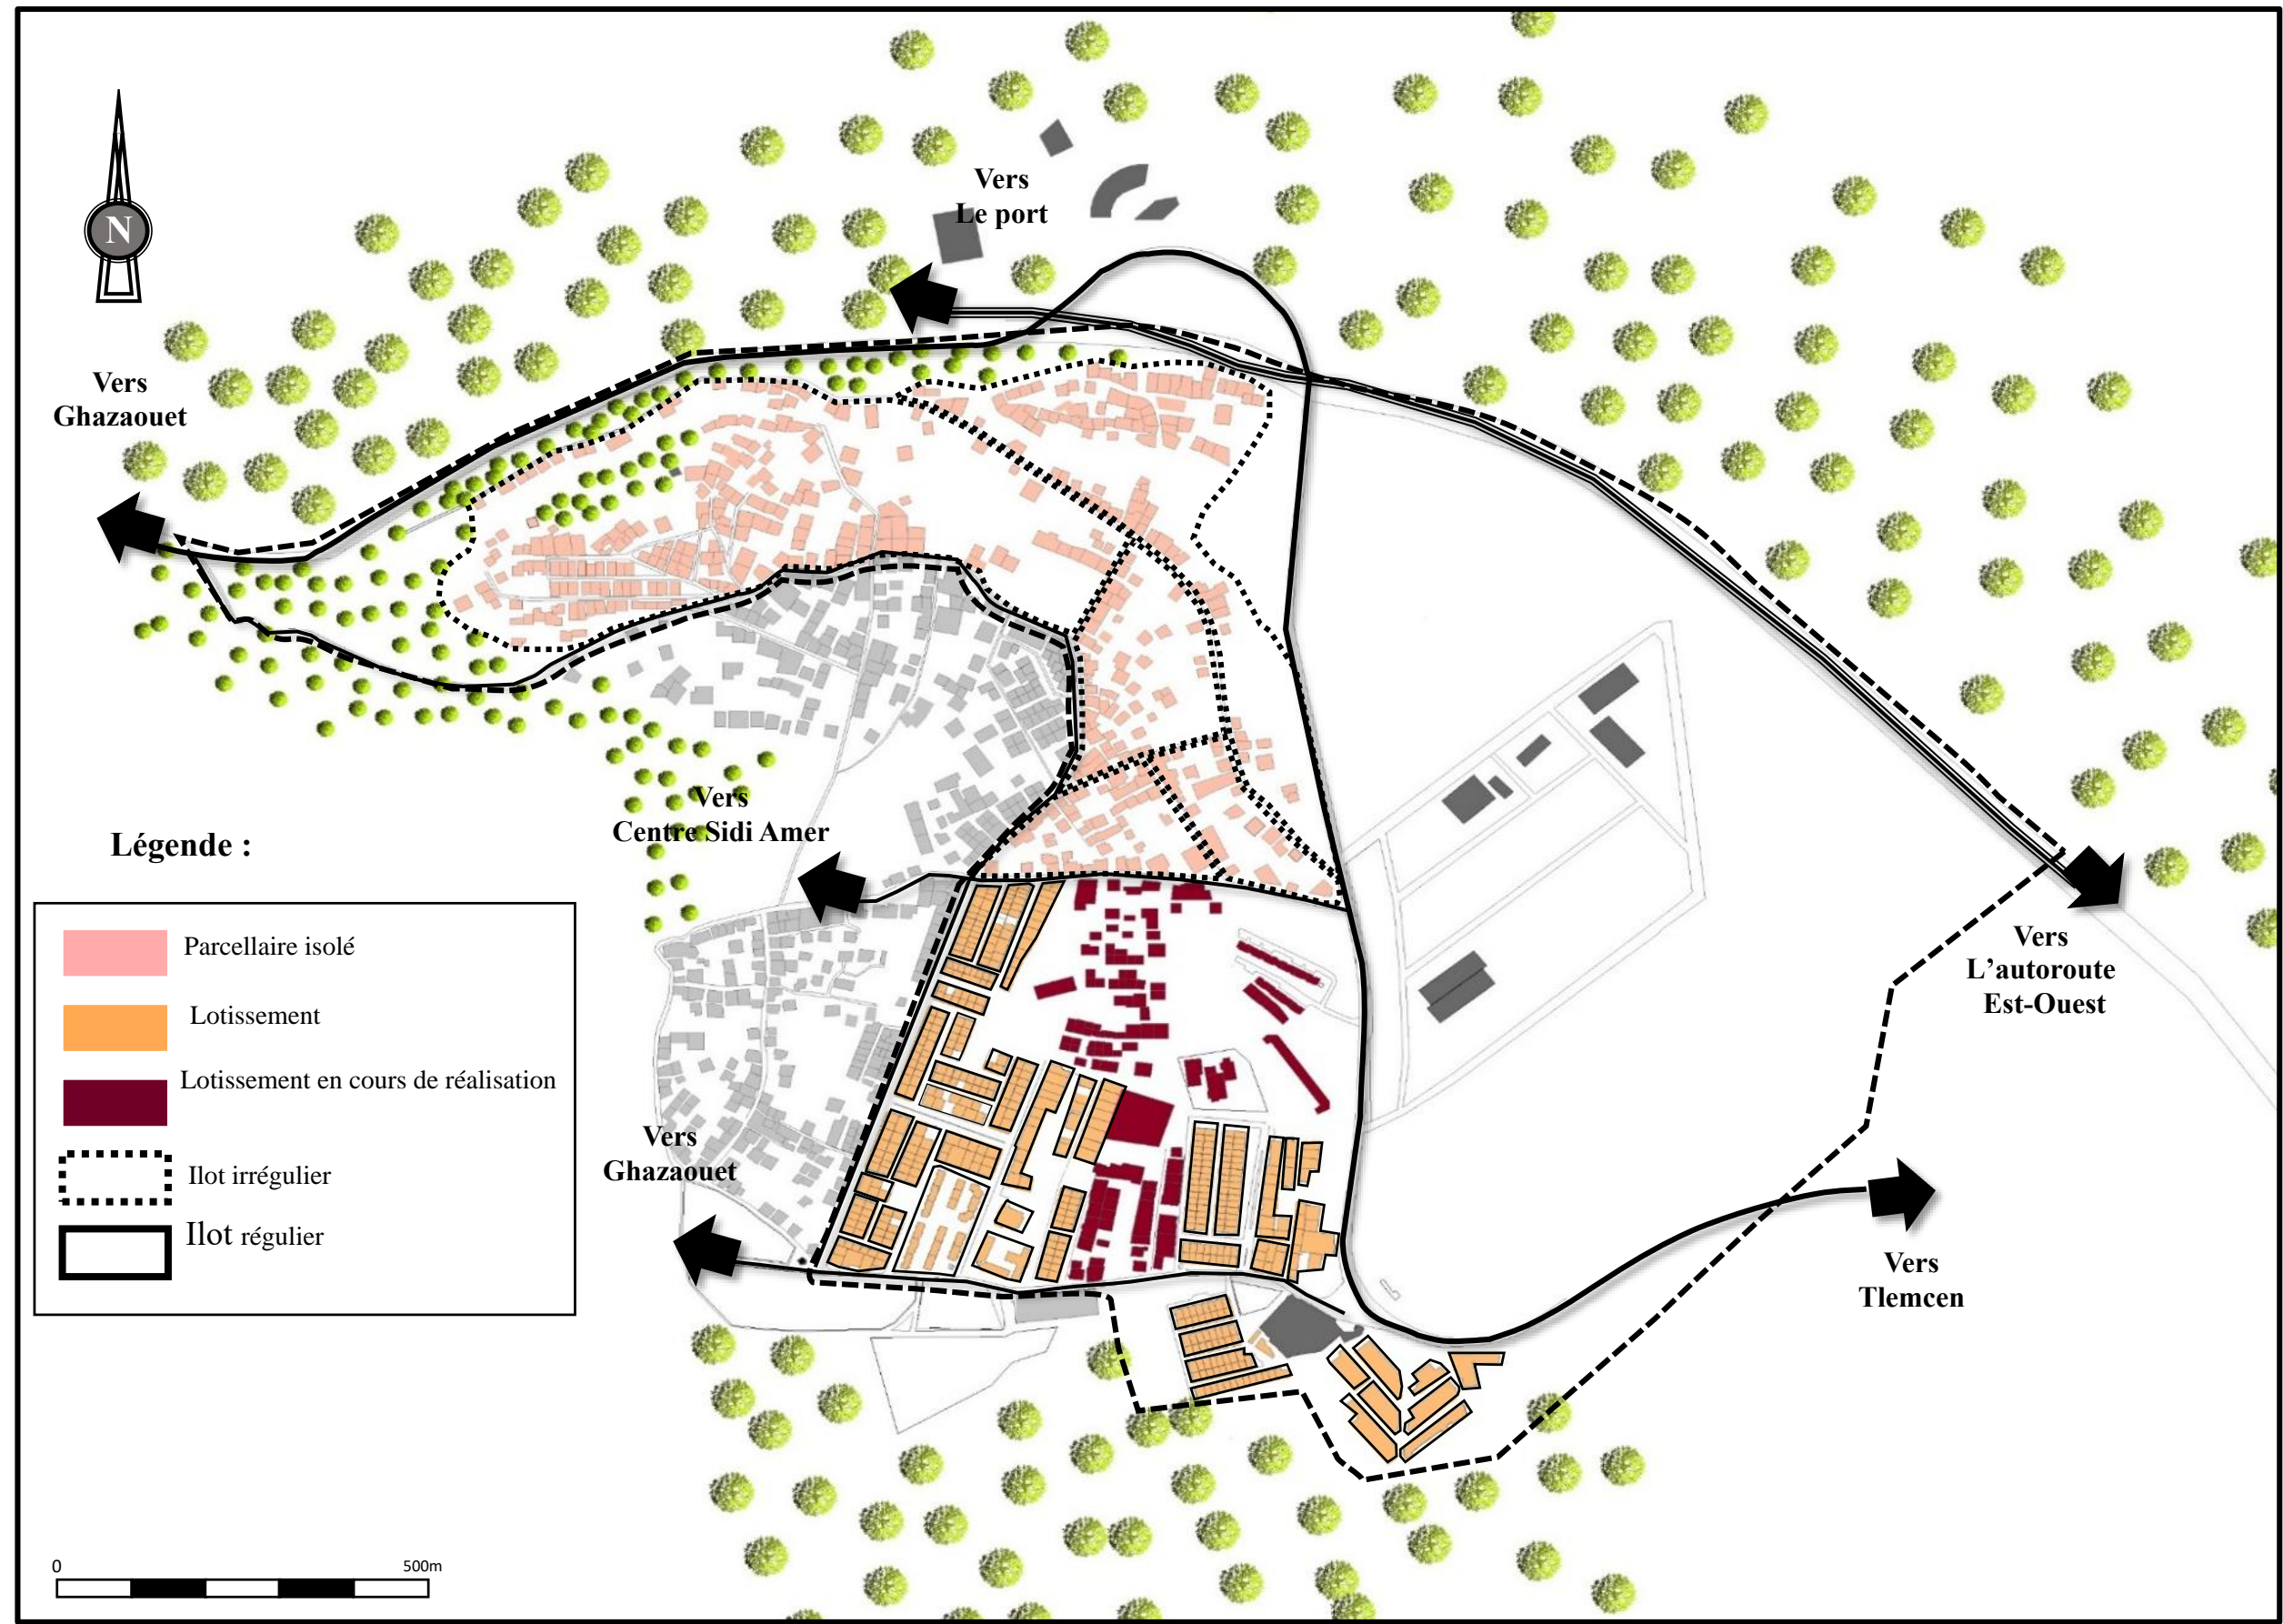 N
Vers
Le port
Vers
Ghazaouet
Vers
Centre Sidi Amer
Vers
L’autoroute
Est-Ouest
Vers
Ghazaouet
Vers
Tlemcen
Légende :
Parcellaire isolé
Lotissement
Lotissement en cours de réalisation
Ilot irrégulier
Ilot régulier
0 500m